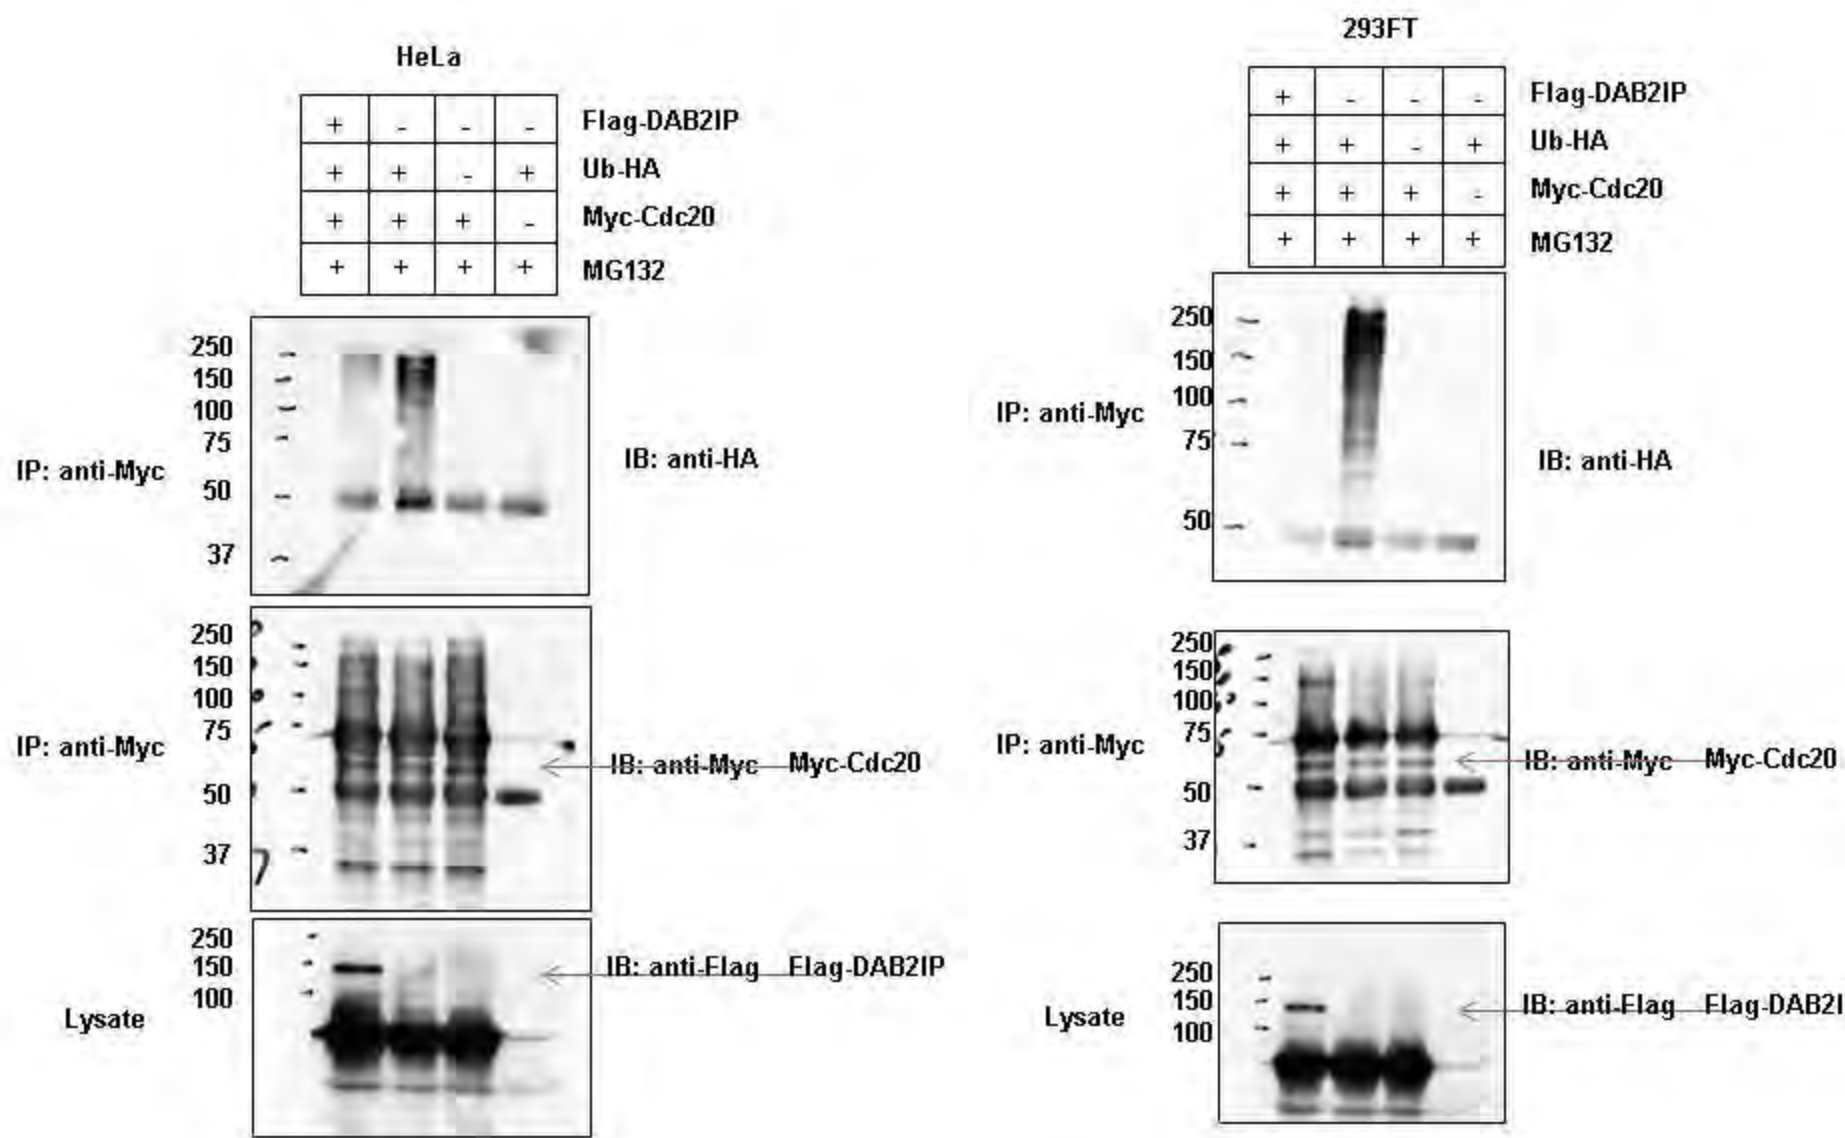 HeLa
+ - - - Flag-DAB2IP
+ + - + Ub-HA
+ + + - Myc-Cdc20
+ + + + MG132
250
150
100
75
50
37
IP: anti-Myc
IB: anti-HA
250
150
100
75
50
37
IP: anti-Myc
IB: anti-Myc Myc-Cdc20
250
150
100
Lysate
IB: anti-Flag Flag-DAB2IP
293FT
+ - - - Flag-DAB2IP
+ + - + Ub-HA
+ + + - Myc-Cdc20
+ + + + MG132
250
150
100
75
50
IP: anti-Myc
IB: anti-HA
250
150
100
75
50
37
IP: anti-Myc
IB: anti-Myc Myc-Cdc20
250
150
100
Lysate
IB: anti-Flag Flag-DAB2I